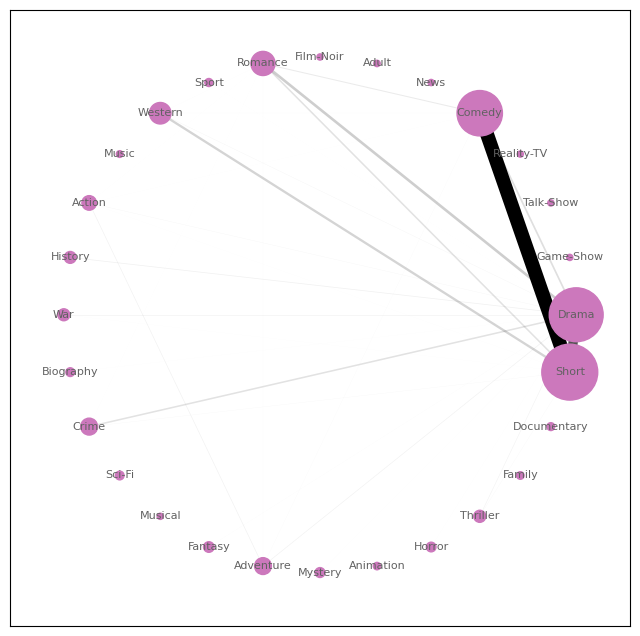 Film-Noir
Romance
Adult
Sport
News
Western
Comedy
Music
Reality-TV
Action
Talk-Show
History
Game-Show
War
Drama
Biography
Short
Crime
Documentary
Sci-Fi
Family
Musical
Thriller
Fantasy
Horror
Adventure
Mystery
Animation